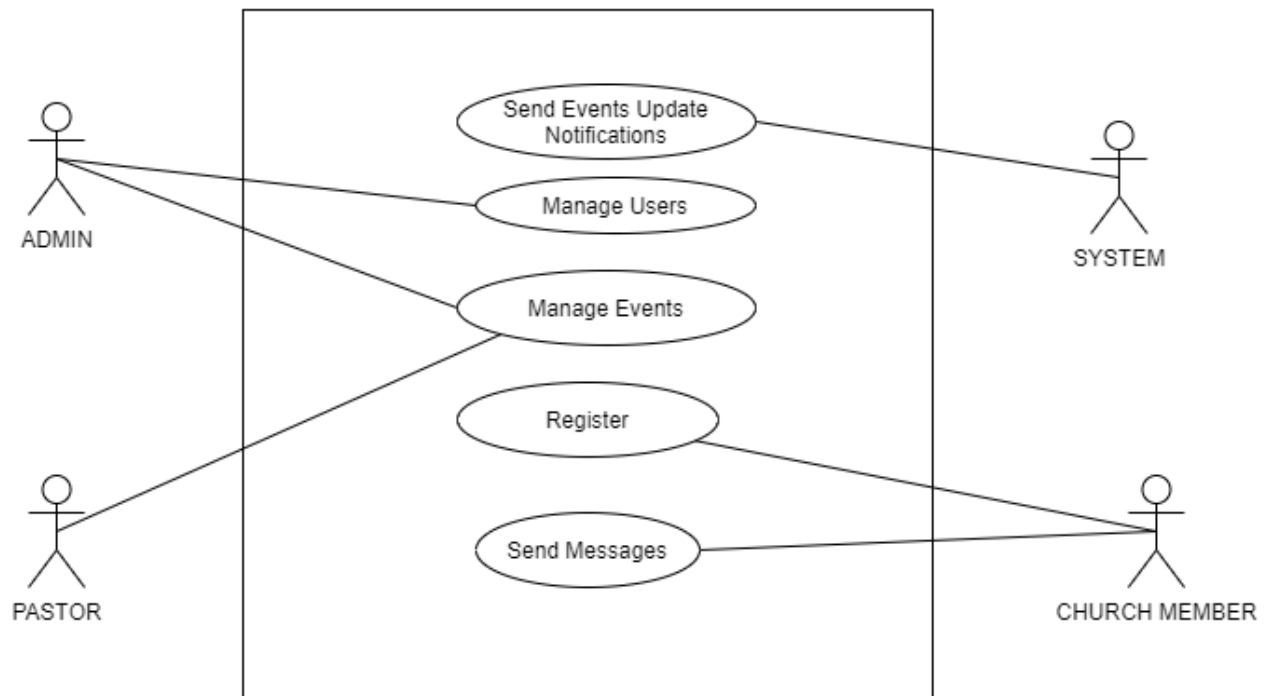 Send Events Update
Notifications
Manage Users
ADMIN
SYSTEM
Manage Events
Register
Send Messages
PASTOR
CHURCH MEMBER